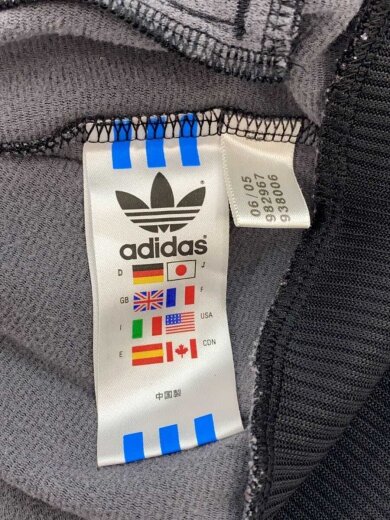 adidas
D J
GB F
I USA
E CDN
中国製
06/05
982967
938006